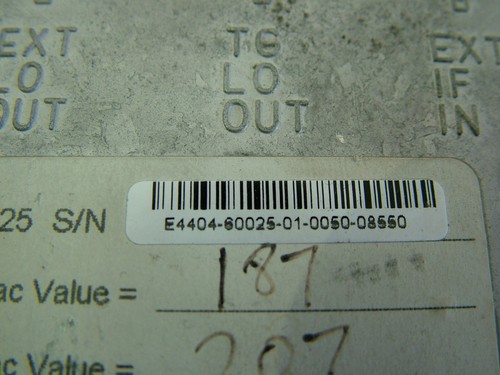 EXT TG EXT
LO LO IF
OUT OUT IN
25 S/N E4404-60025-01-0050-08550
ac Value = 187
ac Value = 207